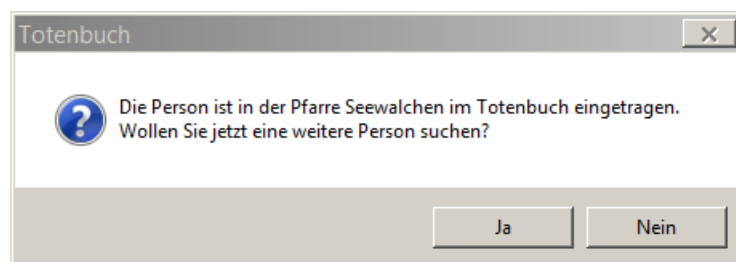 Totenbuch
Die Person ist in der Pfarre Seewalchen im Totenbuch eingetragen.
Wollen Sie jetzt eine weitere Person suchen?
Ja Nein